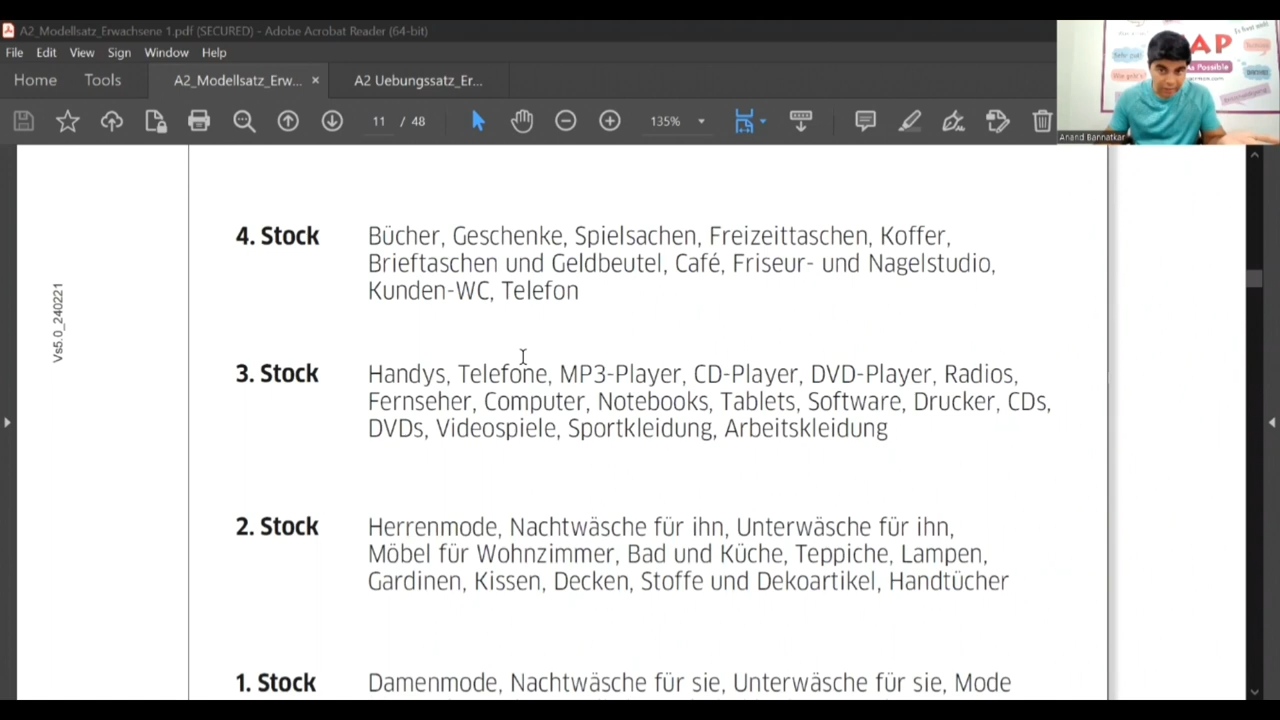 A2_Modellsatz_Erwachsene 1.pdf (SECURED) - Adobe Acrobat Reader (64-bit)
File Edit View Sign Window Help
Home Tools A2_Modellsatz_Erw... × A2 Uebungssatz_Er...
11 / 48 135%
AP
As Possible
Anand Bannatkar
4. Stock Bücher, Geschenke, Spielsachen, Freizeittaschen, Koffer,
Brieftaschen und Geldbeutel, Café, Friseur- und Nagelstudio,
Kunden-WC, Telefon
Vs5.0_240221
3. Stock Handys, Telefone, MP3-Player, CD-Player, DVD-Player, Radios,
Fernseher, Computer, Notebooks, Tablets, Software, Drucker, CDs,
DVDs, Videospiele, Sportkleidung, Arbeitskleidung
2. Stock Herrenmode, Nachtwäsche für ihn, Unterwäsche für ihn,
Möbel für Wohnzimmer, Bad und Küche, Teppiche, Lampen,
Gardinen, Kissen, Decken, Stoffe und Dekoartikel, Handtücher
1. Stock Damenmode, Nachtwäsche für sie, Unterwäsche für sie, Mode